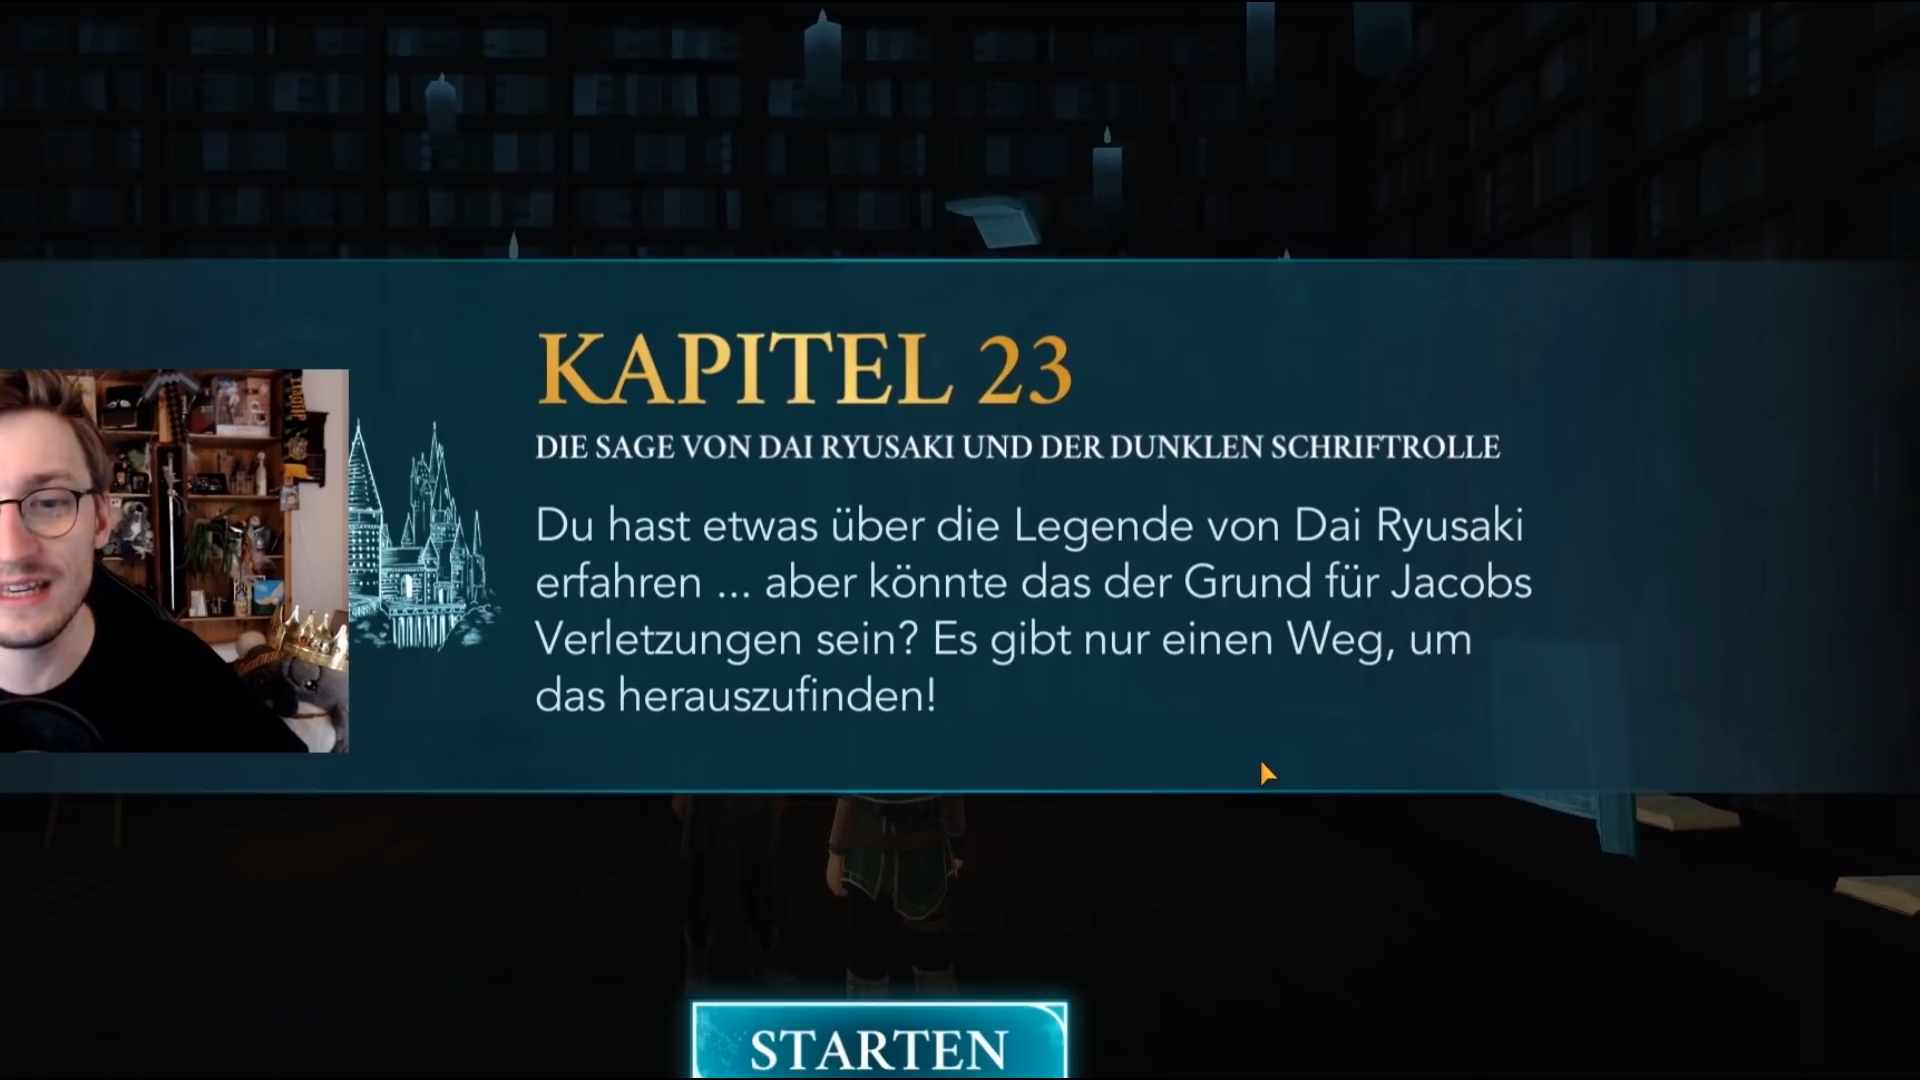 KAPITEL 23
DIE SAGE VON DAI RYUSAKI UND DER DUNKLEN SCHRIFTROLLE
Du hast etwas über die Legende von Dai Ryusaki
erfahren ... aber könnte das der Grund für Jacobs
Verletzungen sein? Es gibt nur einen Weg, um
das herauszufinden!
STARTEN